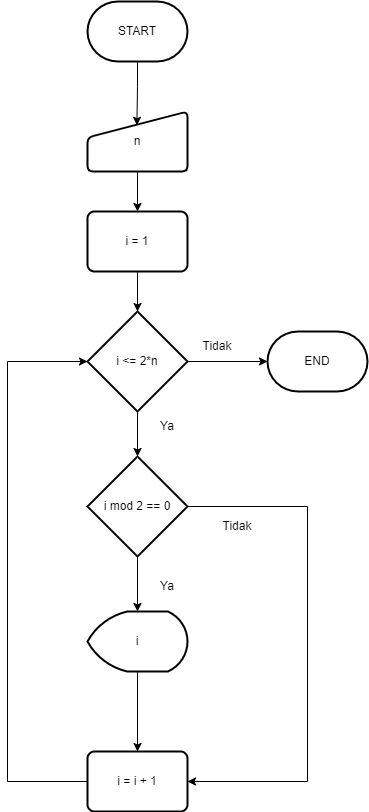 START
n
i = 1
i <= 2*n
Tidak
END
Ya
i mod 2 == 0
Tidak
Ya
i
i = i + 1